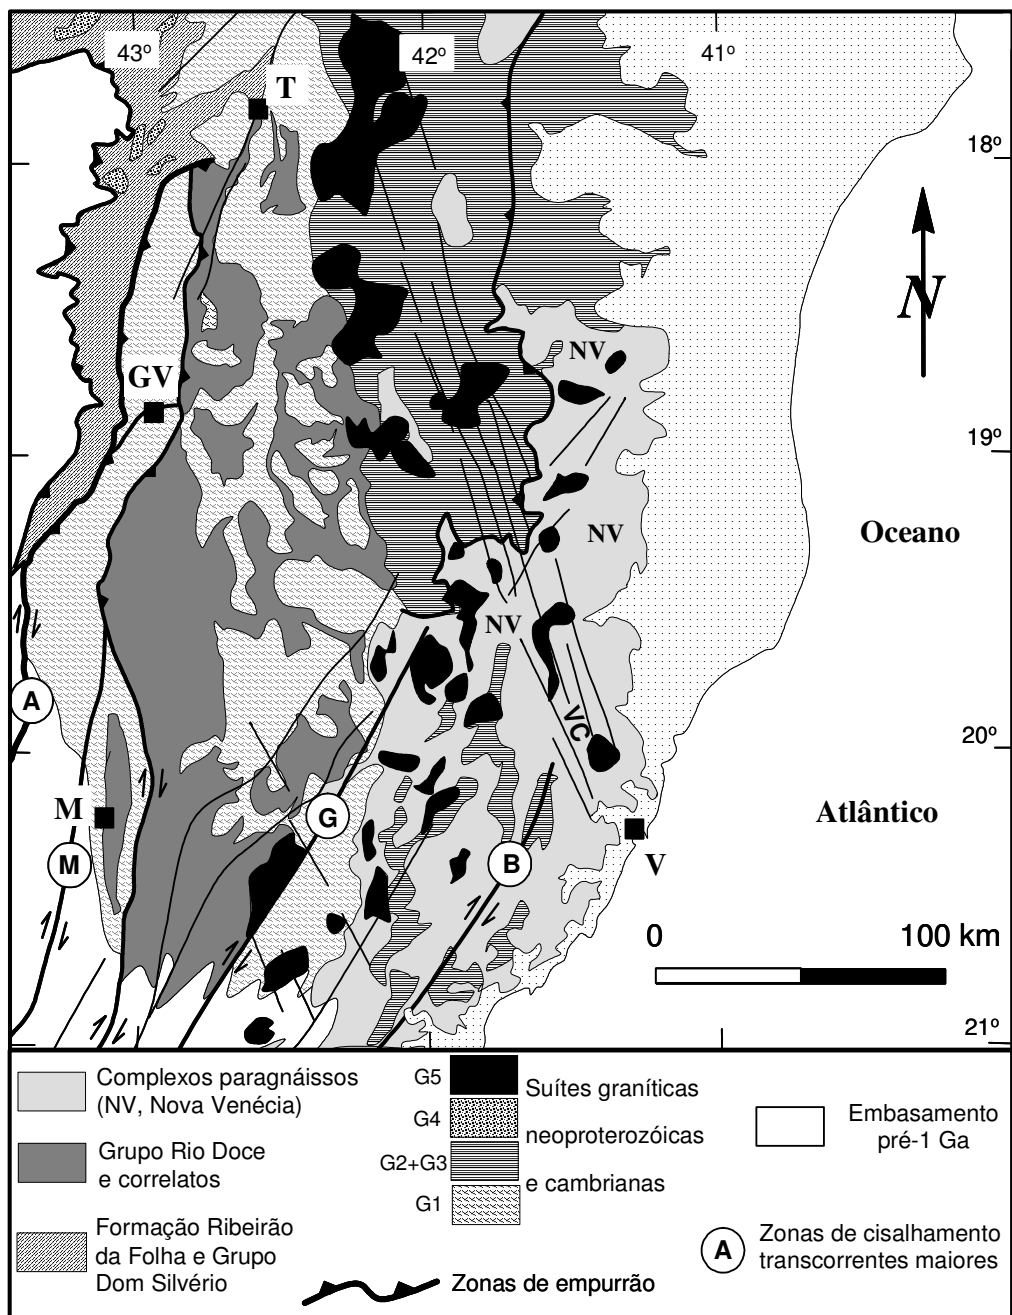 43º
42º
41º
T
18º
N
NV
GV
19º
NV
Oceano
NV
A
VC
20º
M
G
Atlântico
M
B
V
0
100 km
21º
Complexos paragnáissos
(NV, Nova Venécia)
Grupo Rio Doce
e correlatos
Formação Ribeirão
da Folha e Grupo
Dom Silvério
G5
G4
G2+G3
G1
Suítes graníticas
neoproterozóicas
e cambrianas
Zonas de empurrão
Embasamento
pré-1 Ga
A
Zonas de cisalhamento
transcorrentes maiores